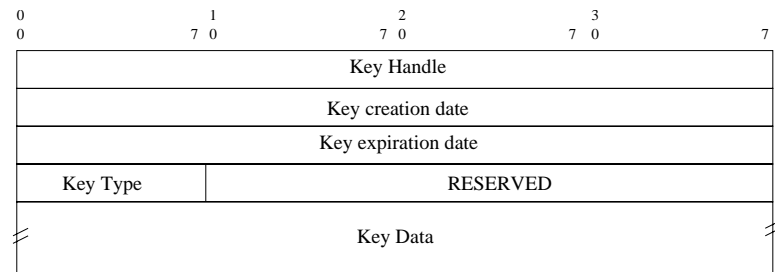 0 1 2 3
0 7 0 7 0 7 0 7
Key Handle
Key creation date
Key expiration date
Key Type RESERVED
Key Data